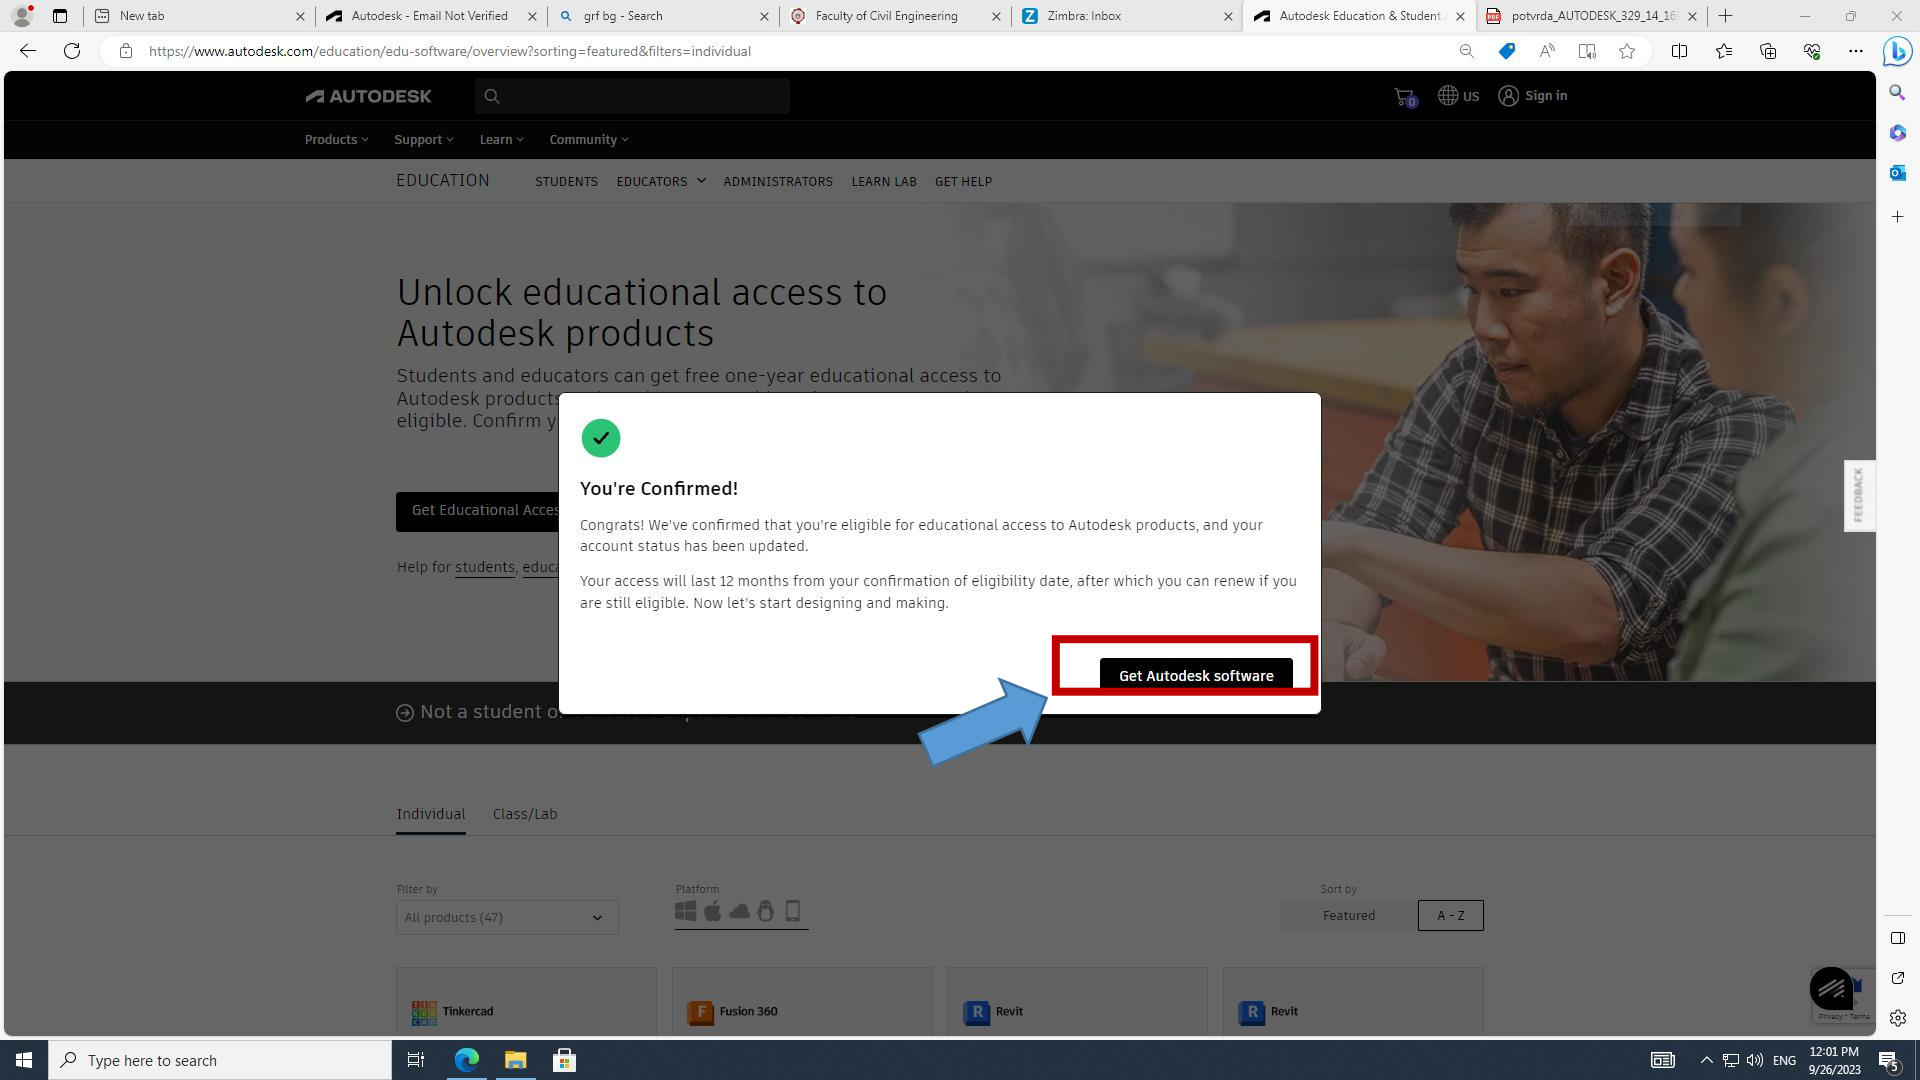 New tab
Autodesk - Email Not Verified
grf bg - Search
Faculty of Civil Engineering
Zimbra: Inbox
Autodesk Education & Student
potvrda_AUTODESK_329_14_16
https://www.autodesk.com/education/edu-software/overview?sorting=featured&filters=individual
AUTODESK
0
US
Sign in
Products
Support
Learn
Community
EDUCATION
STUDENTS
EDUCATORS
ADMINISTRATORS
LEARN LAB
GET HELP
Unlock educational access to
Autodesk products
Students and educators can get free one-year educational access to
Autodesk products
eligible. Confirm y
Get Educational Acces
Help for students, educa
FEEDBACK
You're Confirmed!
Congrats! We've confirmed that you're eligible for educational access to Autodesk products, and your
account status has been updated.
Your access will last 12 months from your confirmation of eligibility date, after which you can renew if you
are still eligible. Now let's start designing and making.
Get Autodesk software
Not a student o
Individual
Class/Lab
Filter by
All products (47)
Platform
Sort by
Featured
A - Z
TINKERCAD
Tinkercad
F
Fusion 360
R
Revit
R
Revit
Privacy - Terms
Type here to search
ENG
12:01 PM
9/26/2023
5